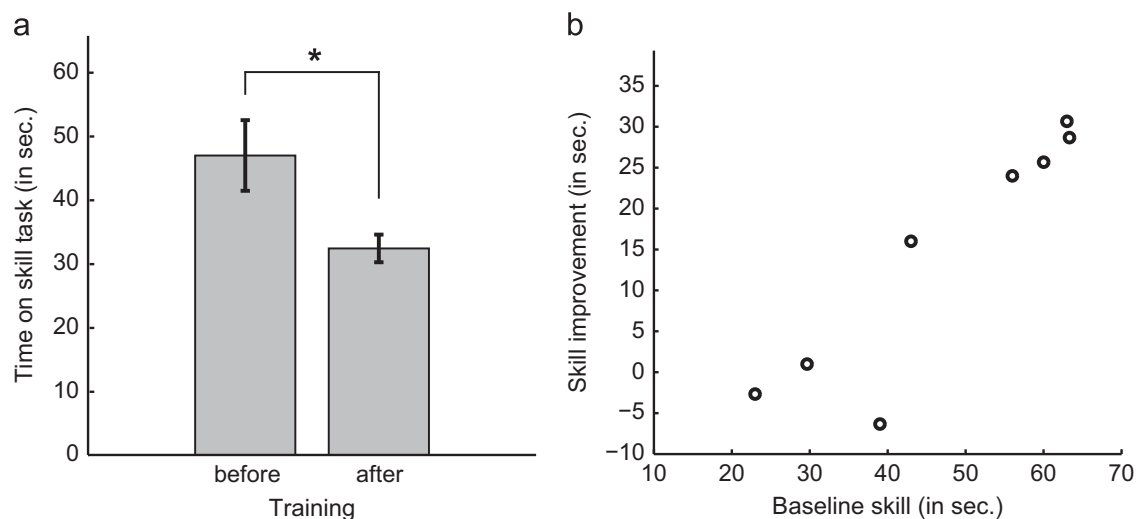 a
Time on skill task (in sec.)
60
50
40
30
20
10
0
*
before after
Training
b
Skill improvement (in sec.)
35
30
25
20
15
10
5
0
−5
−10
10 20 30 40 50 60 70
Baseline skill (in sec.)